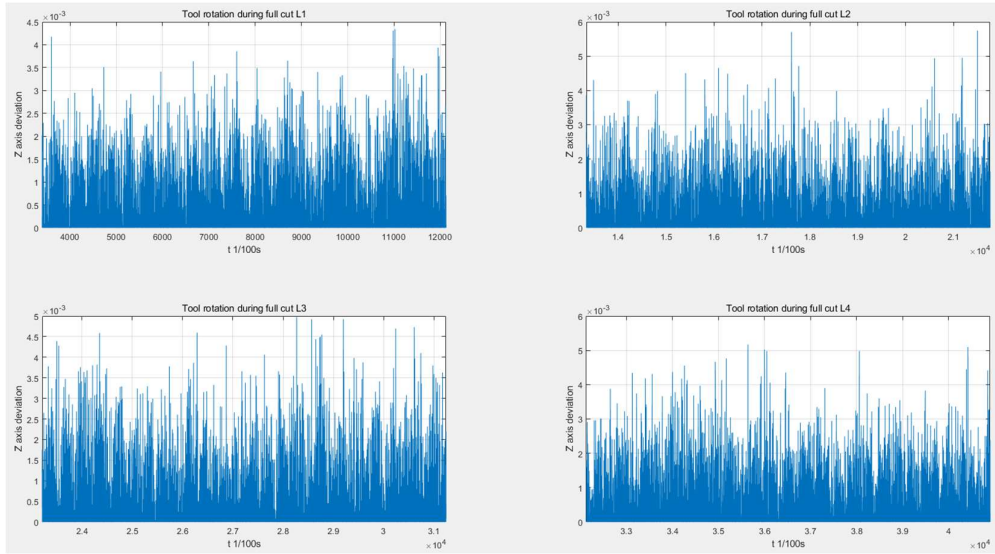 Tool rotation during full cut L1
×10⁻³
4.5
4
3.5
3
2.5
2
1.5
1
0.5
0
Z axis deviation
4000 5000 6000 7000 8000 9000 10000 11000 12000
t 1/100s
Tool rotation during full cut L2
×10⁻³
6
5
4
3
2
1
0
Z axis deviation
1.4 1.5 1.6 1.7 1.8 1.9 2 2.1
×10⁴
t 1/100s
Tool rotation during full cut L3
×10⁻³
5
4.5
4
3.5
3
2.5
2
1.5
1
0.5
0
Z axis deviation
2.4 2.5 2.6 2.7 2.8 2.9 3 3.1
×10⁴
t 1/100s
Tool rotation during full cut L4
×10⁻³
6
5
4
3
2
1
0
Z axis deviation
3.3 3.4 3.5 3.6 3.7 3.8 3.9 4
×10⁴
t 1/100s